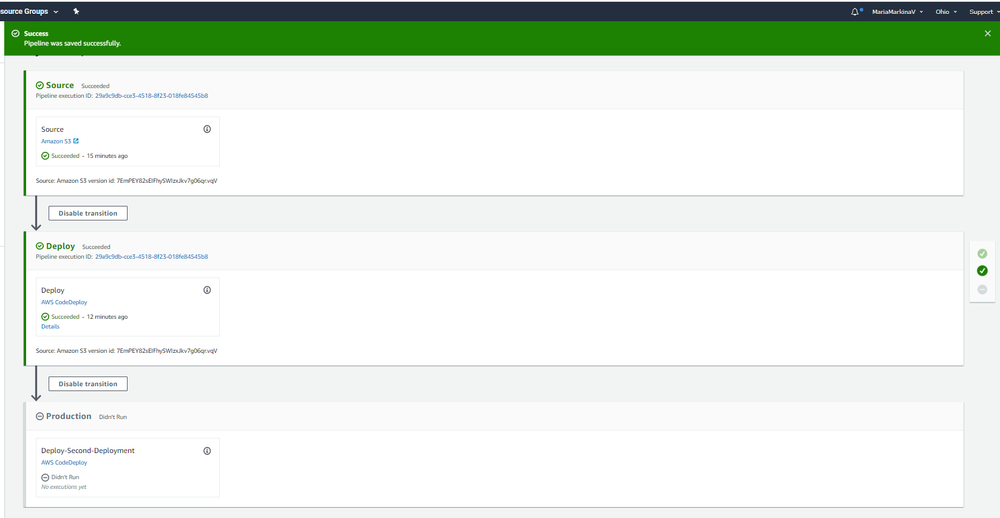 source Groups
MariaMarkinaV
Ohio
Support
Success
Pipeline was saved successfully.
Source Succeeded
Pipeline execution ID: 29a9c9db-cce3-4518-8f23-018fe84545b8
Source
Amazon S3
Succeeded - 15 minutes ago
Source: Amazon S3 version id: 7EmPEY82sEIFhySWIzxJkv7g06qr.vqV
Disable transition
Deploy Succeeded
Pipeline execution ID: 29a9c9db-cce3-4518-8f23-018fe84545b8
Deploy
AWS CodeDeploy
Succeeded - 12 minutes ago
Details
Source: Amazon S3 version id: 7EmPEY82sEIFhySWIzxJkv7g06qr.vqV
Disable transition
Production Didn't Run
Deploy-Second-Deployment
AWS CodeDeploy
Didn't Run
No executions yet